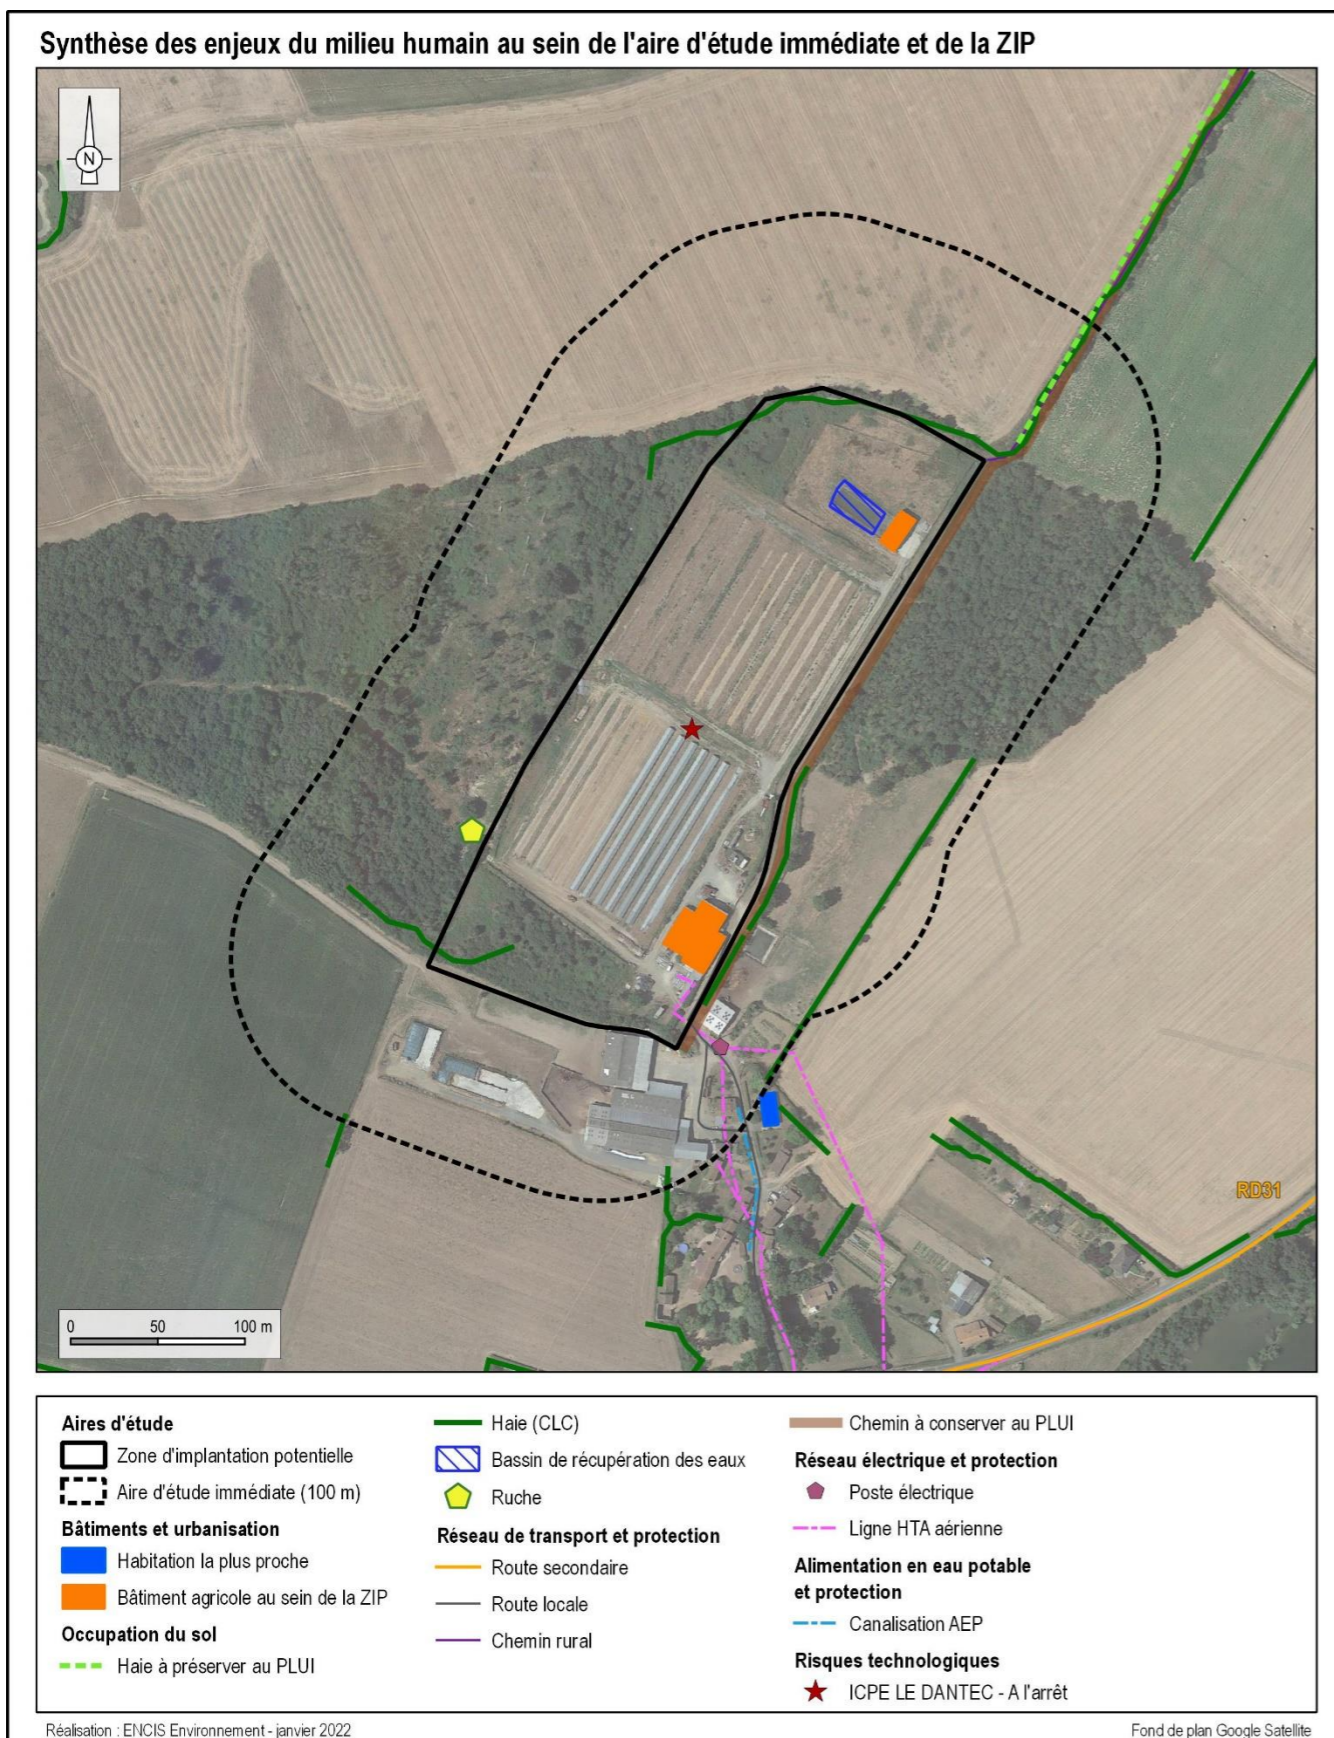 Synthèse des enjeux du milieu humain au sein de l'aire d'étude immédiate et de la ZIP
N
RD31
0 50 100 m
Aires d'étude
Zone d'implantation potentielle
Aire d'étude immédiate (100 m)
Bâtiments et urbanisation
Habitation la plus proche
Bâtiment agricole au sein de la ZIP
Occupation du sol
Haie à préserver au PLUI
Haie (CLC)
Bassin de récupération des eaux
Ruche
Réseau de transport et protection
Route secondaire
Route locale
Chemin rural
Chemin à conserver au PLUI
Réseau électrique et protection
Poste électrique
Ligne HTA aérienne
Alimentation en eau potable
et protection
Canalisation AEP
Risques technologiques
ICPE LE DANTEC - A l'arrêt
Réalisation : ENCIS Environnement - janvier 2022
Fond de plan Google Satellite